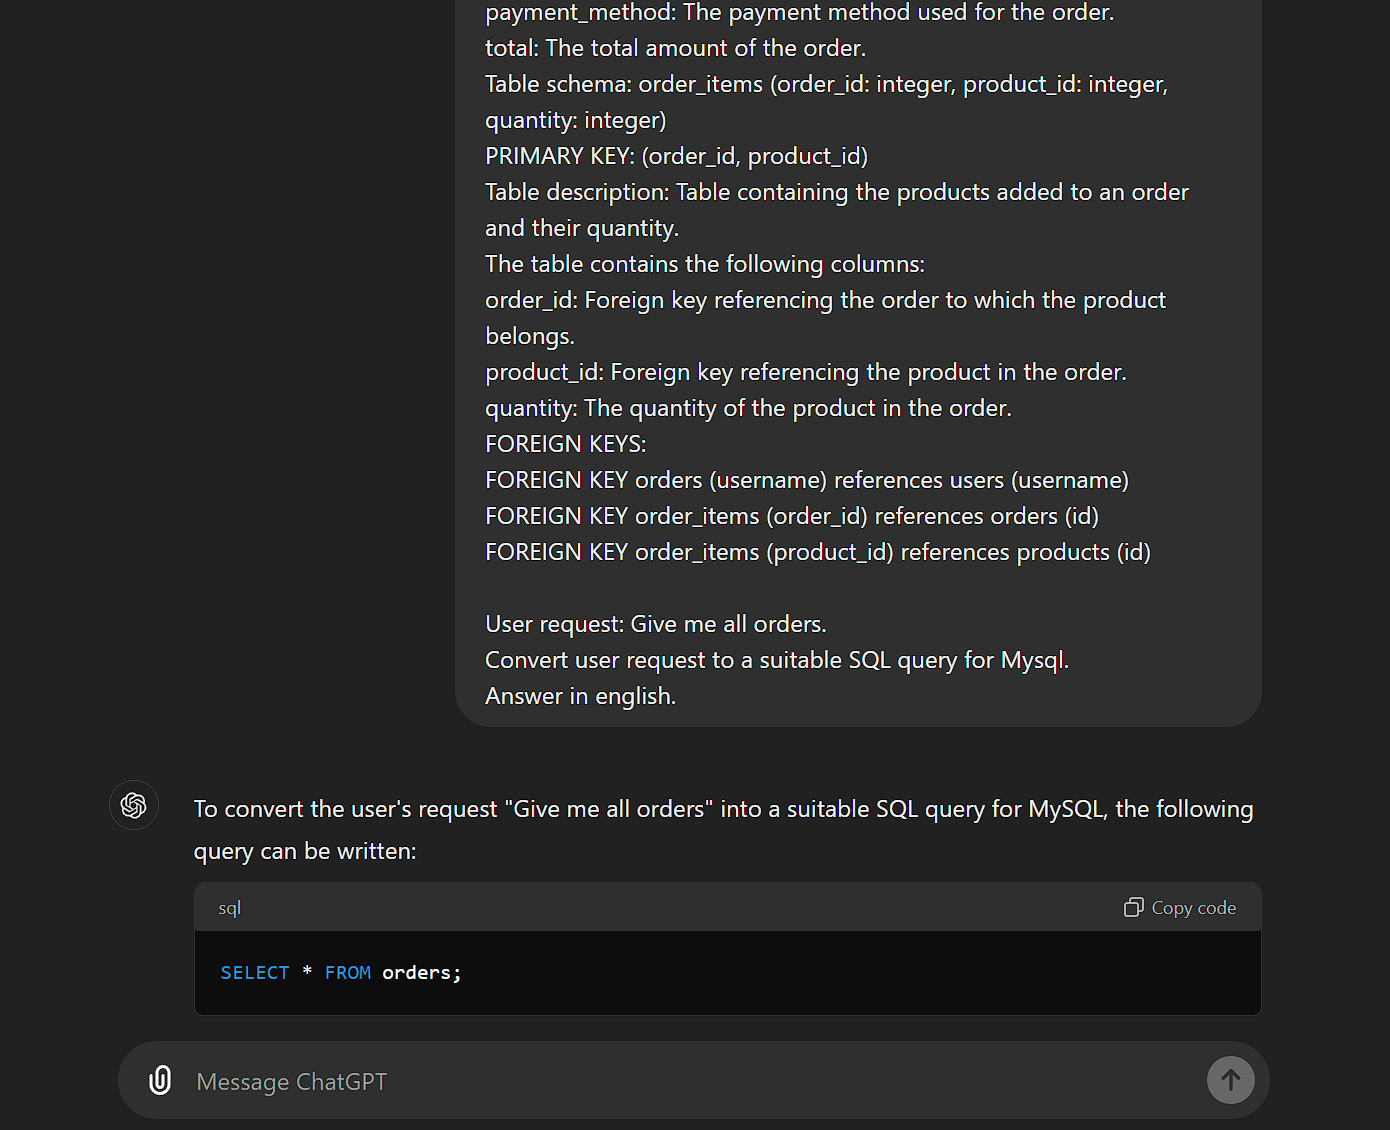 payment_method: The payment method used for the order.
total: The total amount of the order.
Table schema: order_items (order_id: integer, product_id: integer,
quantity: integer)
PRIMARY KEY: (order_id, product_id)
Table description: Table containing the products added to an order
and their quantity.
The table contains the following columns:
order_id: Foreign key referencing the order to which the product
belongs.
product_id: Foreign key referencing the product in the order.
quantity: The quantity of the product in the order.
FOREIGN KEYS:
FOREIGN KEY orders (username) references users (username)
FOREIGN KEY order_items (order_id) references orders (id)
FOREIGN KEY order_items (product_id) references products (id)
User request: Give me all orders.
Convert user request to a suitable SQL query for Mysql.
Answer in english.
To convert the user's request "Give me all orders" into a suitable SQL query for MySQL, the following
query can be written:
sql
Copy code
SELECT * FROM orders;
Message ChatGPT